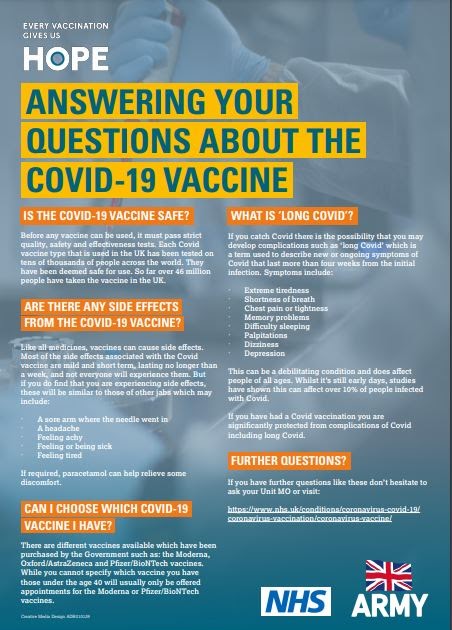 EVERY VACCINATION
GIVES US
HOPE
ANSWERING YOUR
QUESTIONS ABOUT THE
COVID-19 VACCINE
IS THE COVID-19 VACCINE SAFE?
Before any vaccine can be used, it must pass strict
quality, safety and effectiveness tests. Each Covid
vaccine type that is used in the UK has been tested on
tens of thousands of people across the world. They
have been deemed safe for use. So far over 46 million
people have taken the vaccine in the UK.
ARE THERE ANY SIDE EFFECTS
FROM THE COVID-19 VACCINE?
Like all medicines, vaccines can cause side effects.
Most of the side effects associated with the Covid
vaccine are mild and short term, lasting no longer than
a week, and not everyone will experience them. But
if you do find that you are experiencing side effects,
these will be similar to those of other jabs which may
include:
· A sore arm where the needle went in
· A headache
· Feeling achy
· Feeling or being sick
· Feeling tired
If required, paracetamol can help relieve some
discomfort.
CAN I CHOOSE WHICH COVID-19
VACCINE I HAVE?
There are different vaccines available which have been
purchased by the Government such as: the Moderna,
Oxford/AstraZeneca and Pfizer/BioNTech vaccines.
While you cannot specify which vaccine you have
those under the age 40 will usually only be offered
appointments for the Moderna or Pfizer/BioNTech
vaccines.
Creative Media Design ADR010139
WHAT IS 'LONG COVID'?
If you catch Covid there is the possibility that you may
develop complications such as 'long Covid' which is
a term used to describe new or ongoing symptoms of
Covid that last more than four weeks from the initial
infection. Symptoms include:
· Extreme tiredness
· Shortness of breath
· Chest pain or tightness
· Memory problems
· Difficulty sleeping
· Palpitations
· Dizziness
· Depression
This can be a debilitating condition and does affect
people of all ages. Whilst it's still early days, studies
have shown this can affect over 10% of people infected
with Covid.
If you have had a Covid vaccination you are
significantly protected from complications of Covid
including long Covid.
FURTHER QUESTIONS?
If you have further questions like these don't hesitate to
ask your Unit MO or visit:
https://www.nhs.uk/conditions/coronavirus-covid-19/
coronavirus-vaccination/coronavirus-vaccine/
NHS
ARMY